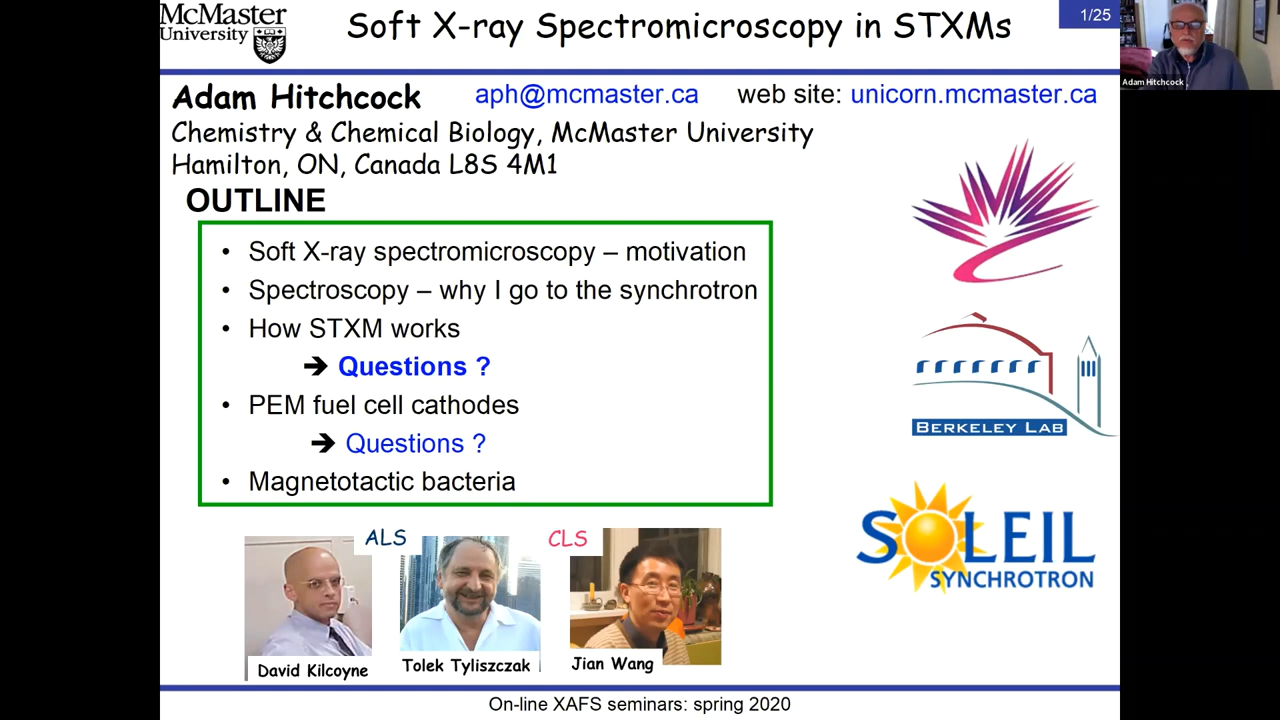 McMaster
University
Soft X-ray Spectromicroscopy in STXMs
1/25
Adam Hitchcock
Adam Hitchcock aph@mcmaster.ca web site: unicorn.mcmaster.ca
Chemistry & Chemical Biology, McMaster University
Hamilton, ON, Canada L8S 4M1
OUTLINE
• Soft X-ray spectromicroscopy – motivation
• Spectroscopy – why I go to the synchrotron
• How STXM works
➔ Questions ?
• PEM fuel cell cathodes
➔ Questions ?
• Magnetotactic bacteria
BERKELEY LAB
SOLEIL
SYNCHROTRON
ALS
CLS
David Kilcoyne
Tolek Tyliszczak
Jian Wang
On-line XAFS seminars: spring 2020